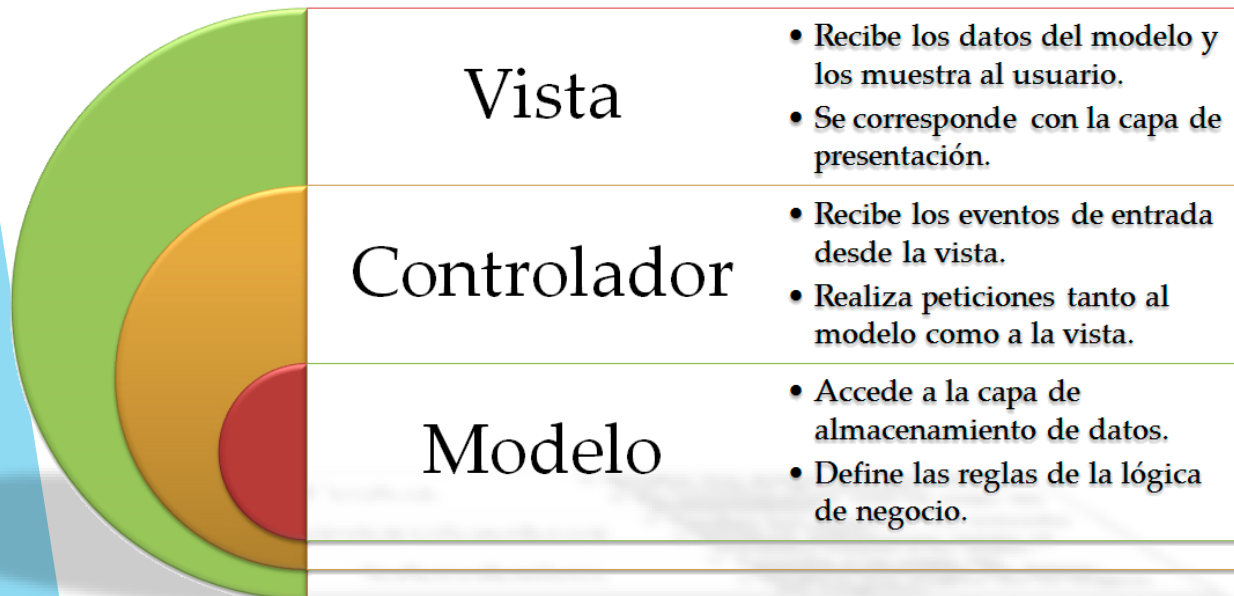 Vista
• Recibe los datos del modelo y
los muestra al usuario.
• Se corresponde con la capa de
presentación.
Controlador
• Recibe los eventos de entrada
desde la vista.
• Realiza peticiones tanto al
modelo como a la vista.
Modelo
• Accede a la capa de
almacenamiento de datos.
• Define las reglas de la lógica
de negocio.